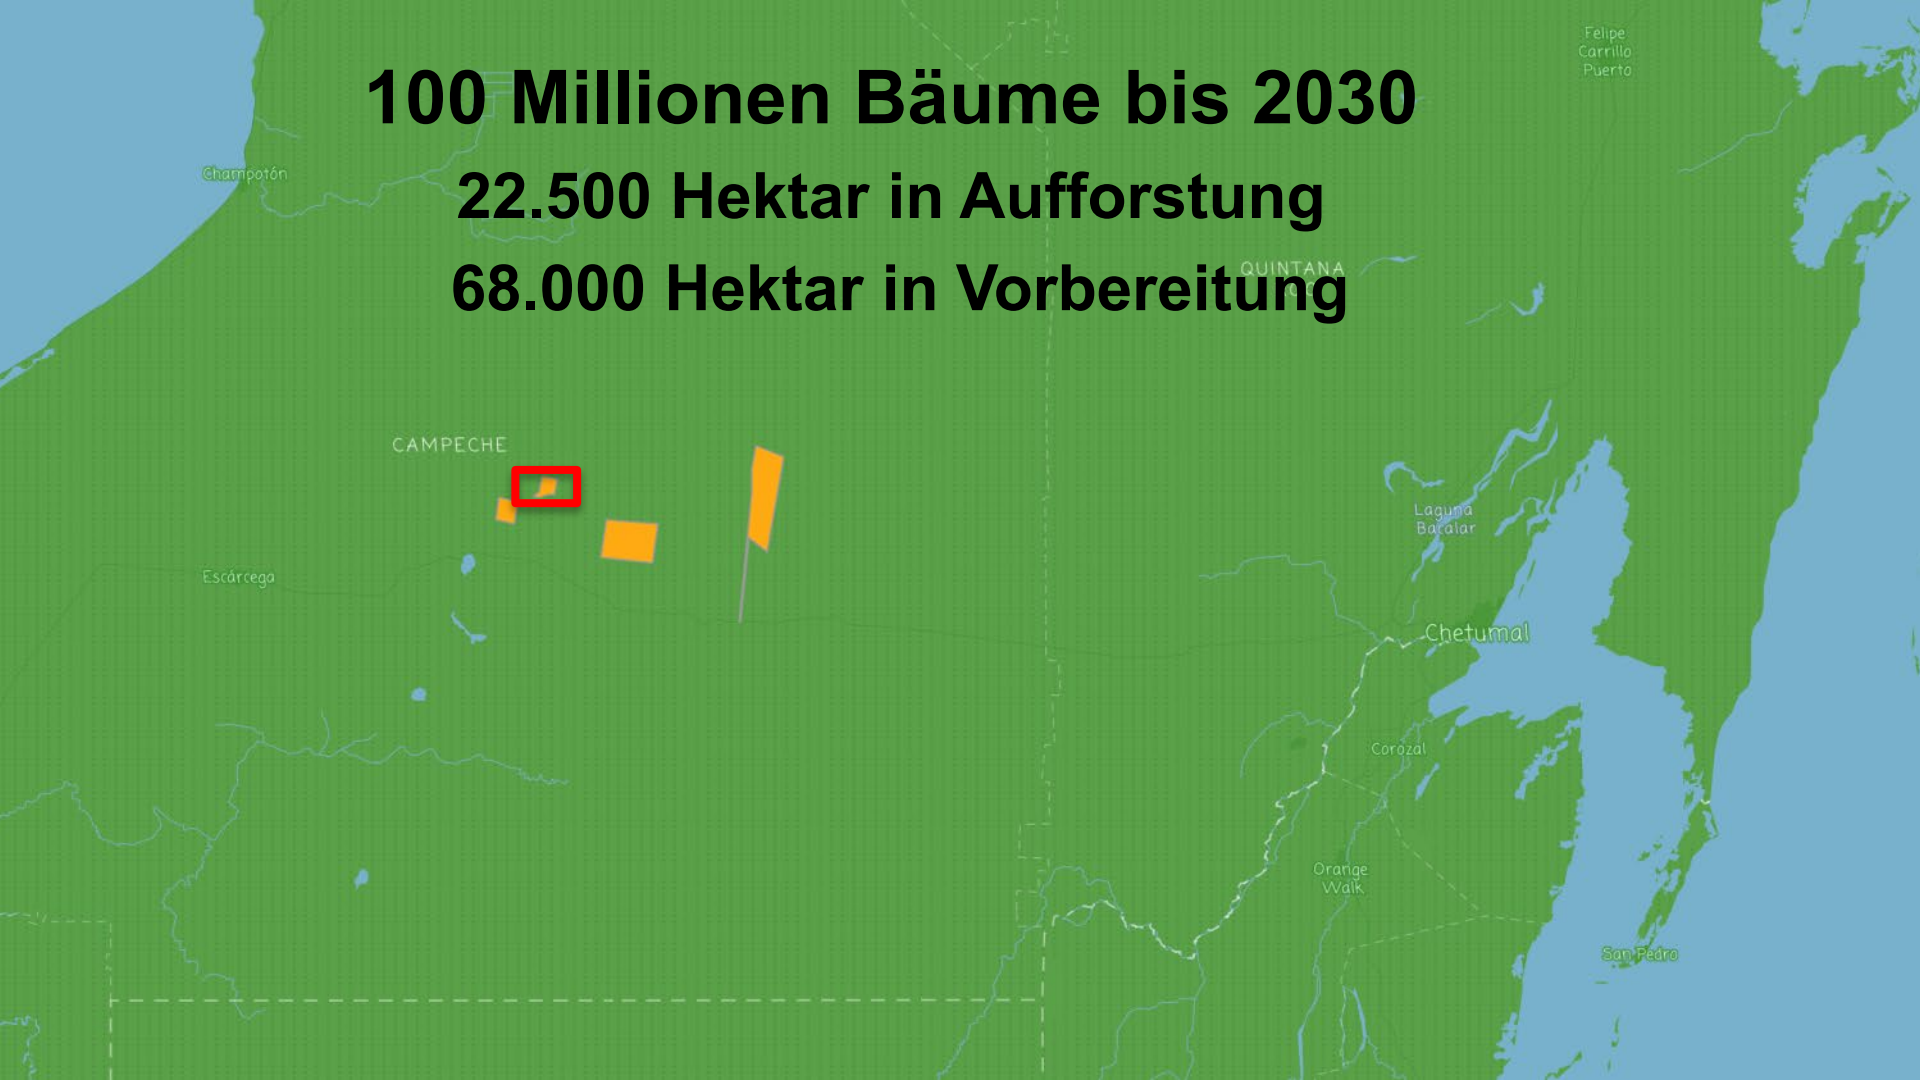 100 Millionen Bäume bis 2030
22.500 Hektar in Aufforstung
68.000 Hektar in Vorbereitung
Felipe
Carrillo
Puerto
Champotón
QUINTANA
CAMPECHE
Laguna
Bacalar
Escárcega
Chetumal
Corozal
Orange
Walk
San Pedro